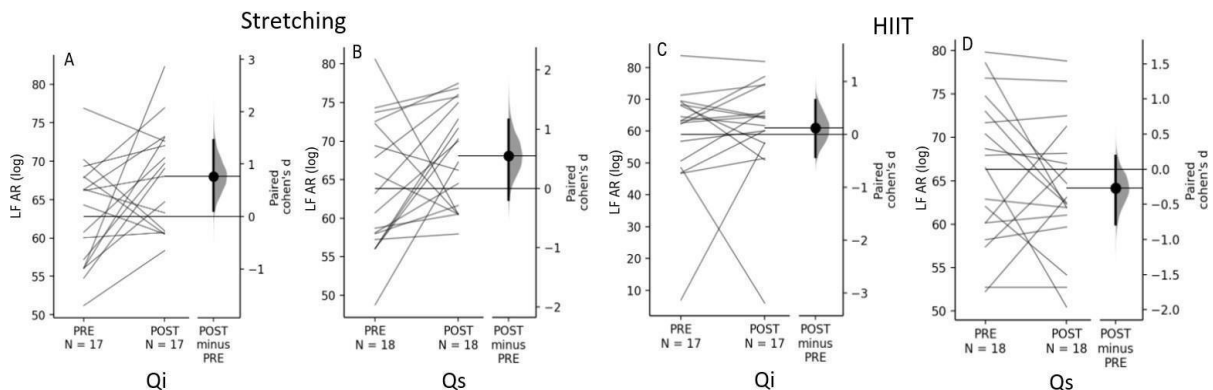 Stretching
HIIT
A
LF AR (log)
80
75
70
65
60
55
50
3
2
1
0
−1
Paired
cohen's d
PRE
N = 17
POST
N = 17
POST
minus
PRE
Qi
B
LF AR (log)
85
80
75
70
65
60
55
50
2
1
0
−1
−2
Paired
cohen's d
PRE
N = 18
POST
N = 18
POST
minus
PRE
Qs
C
LF AR (log)
80
70
60
50
40
30
20
10
1
0
−1
−2
−3
Paired
cohen's d
PRE
N = 17
POST
N = 17
POST
minus
PRE
Qi
D
LF AR (log)
80
75
70
65
60
55
50
1.5
1.0
0.5
0.0
−0.5
−1.0
−1.5
−2.0
Paired
cohen's d
PRE
N = 18
POST
N = 18
POST
minus
PRE
Qs